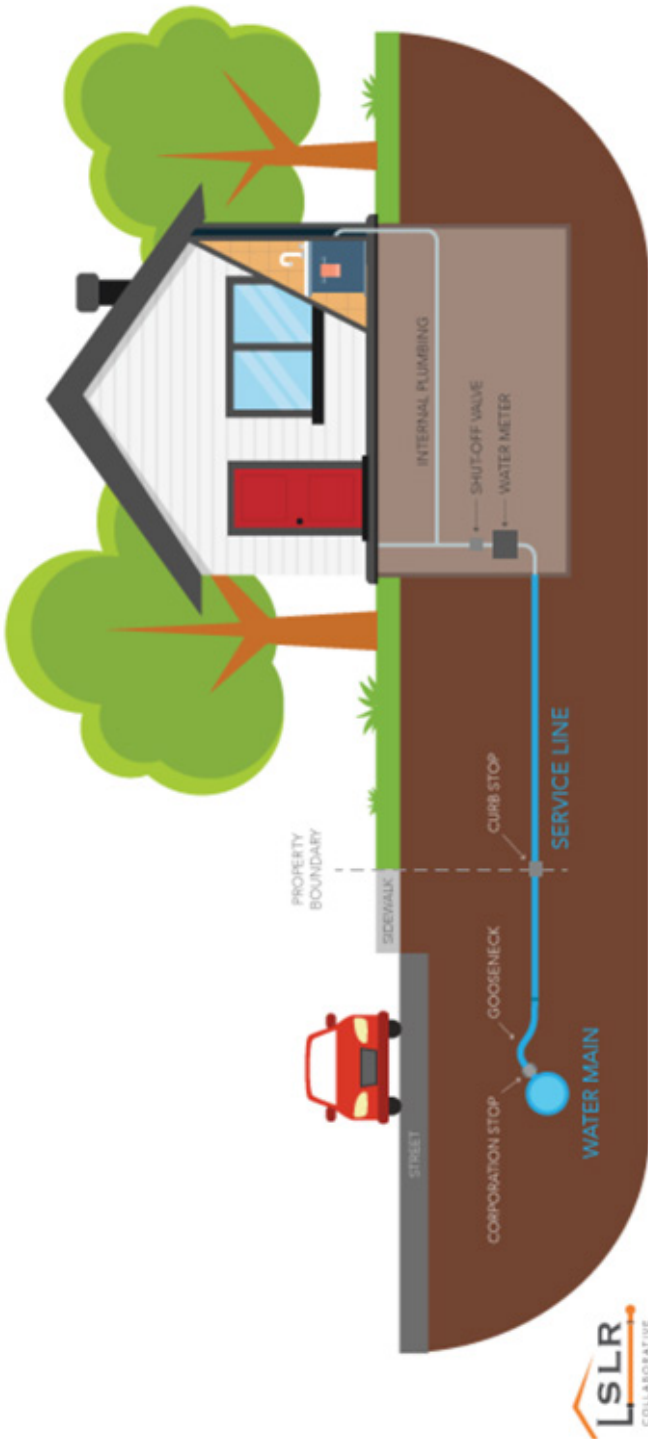 PROPERTY
BOUNDARY
STREET
SIDEWALK
INTERNAL PLUMBING
SHUT-OFF VALVE
WATER METER
CORPORATION STOP
GOOSENECK
CURB STOP
SERVICE LINE
WATER MAIN
LSLR
COLLABORATIVE